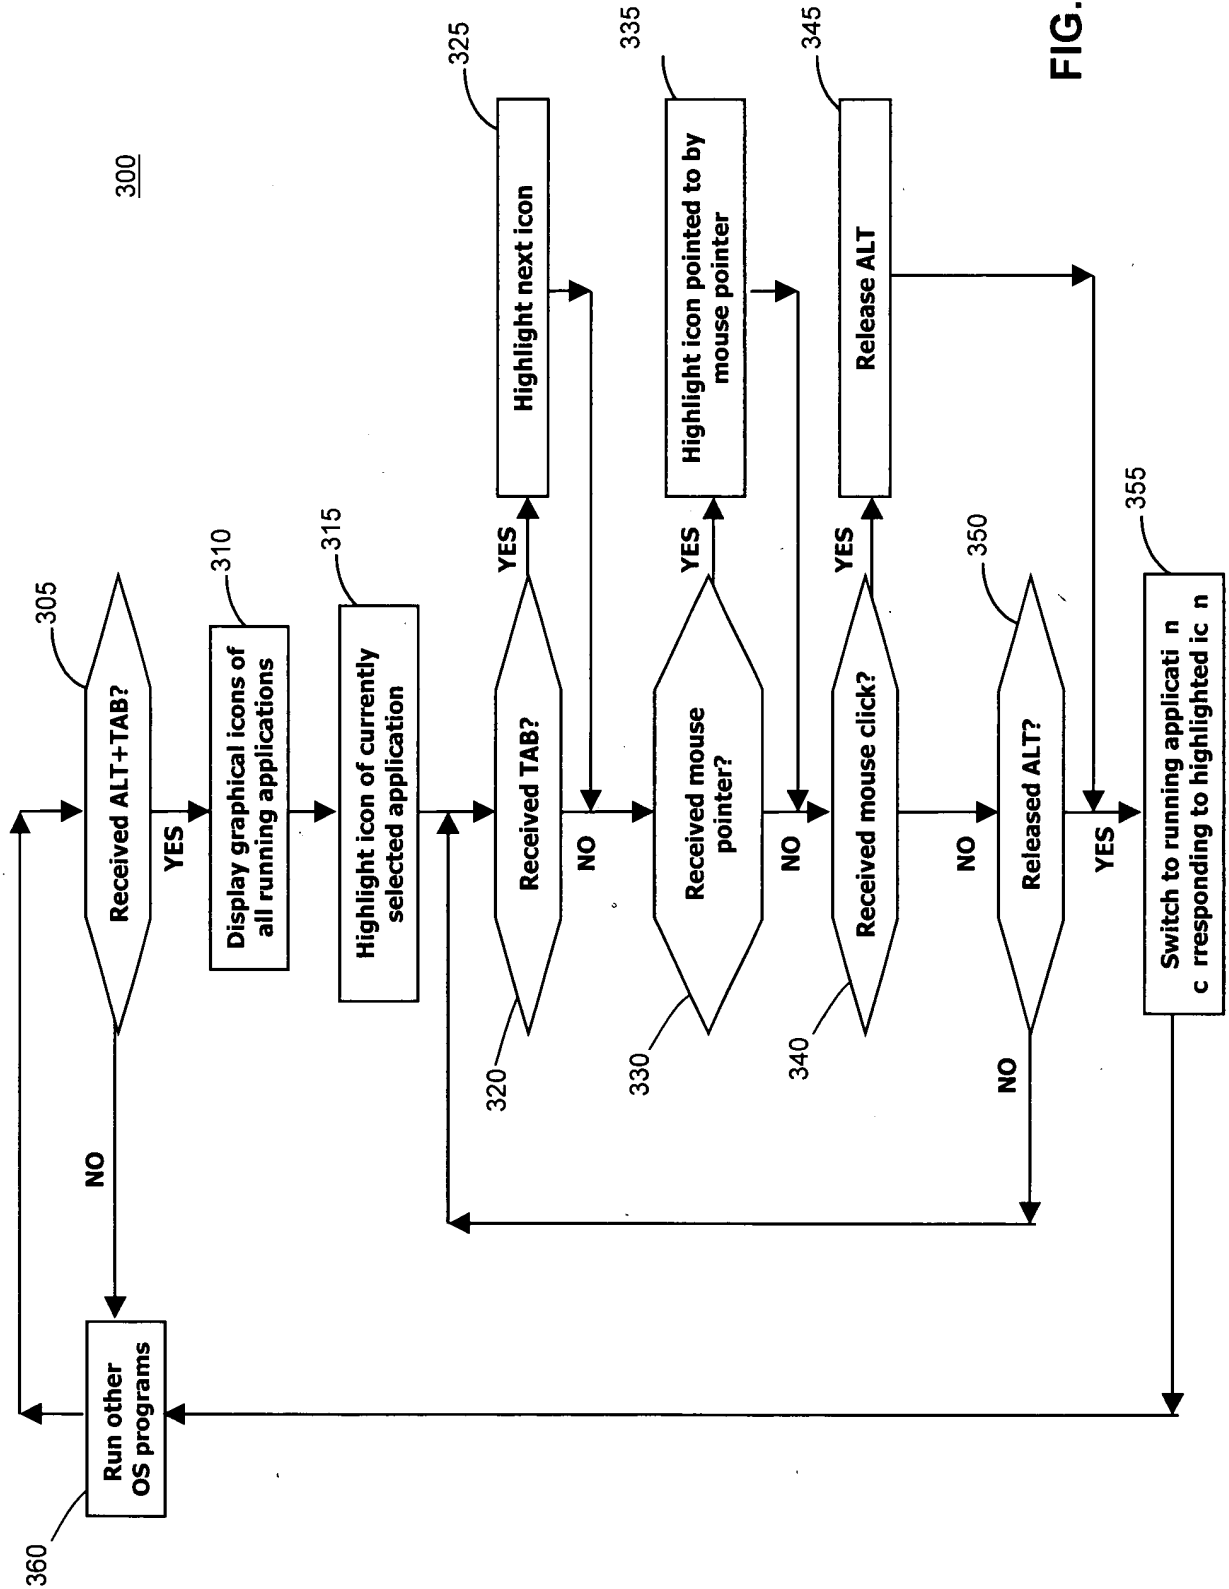 300
305
Received ALT+TAB?
NO
YES
360
Run other
OS programs
310
Display graphical icons of
all running applications
315
Highlight icon of currently
selected application
320
Received TAB?
YES
325
Highlight next icon
NO
330
Received mouse
pointer?
YES
335
Highlight icon pointed to by
mouse pointer
NO
340
Received mouse click?
YES
345
Release ALT
NO
350
Released ALT?
NO
YES
355
Switch to running applicati n
c rresponding to highlighted ic n
FIG.